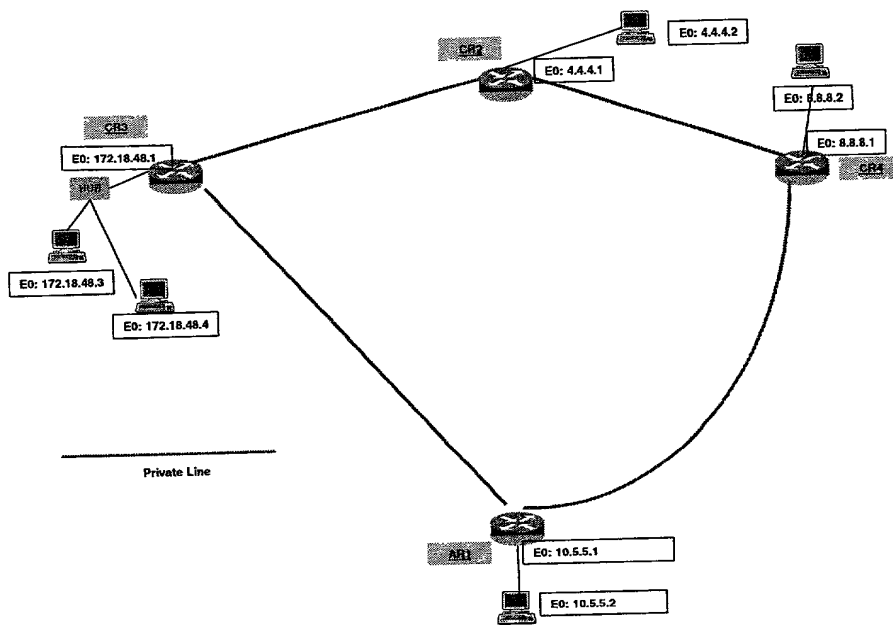 E0: 4.4.4.2
CR2
E0: 4.4.4.1
E0: 8.8.8.2
CR3
E0: 172.18.48.1
E0: 8.8.8.1
CR4
HUB
E0: 172.18.48.3
E0: 172.18.48.4
Private Line
E0: 10.5.5.1
AR1
E0: 10.5.5.2